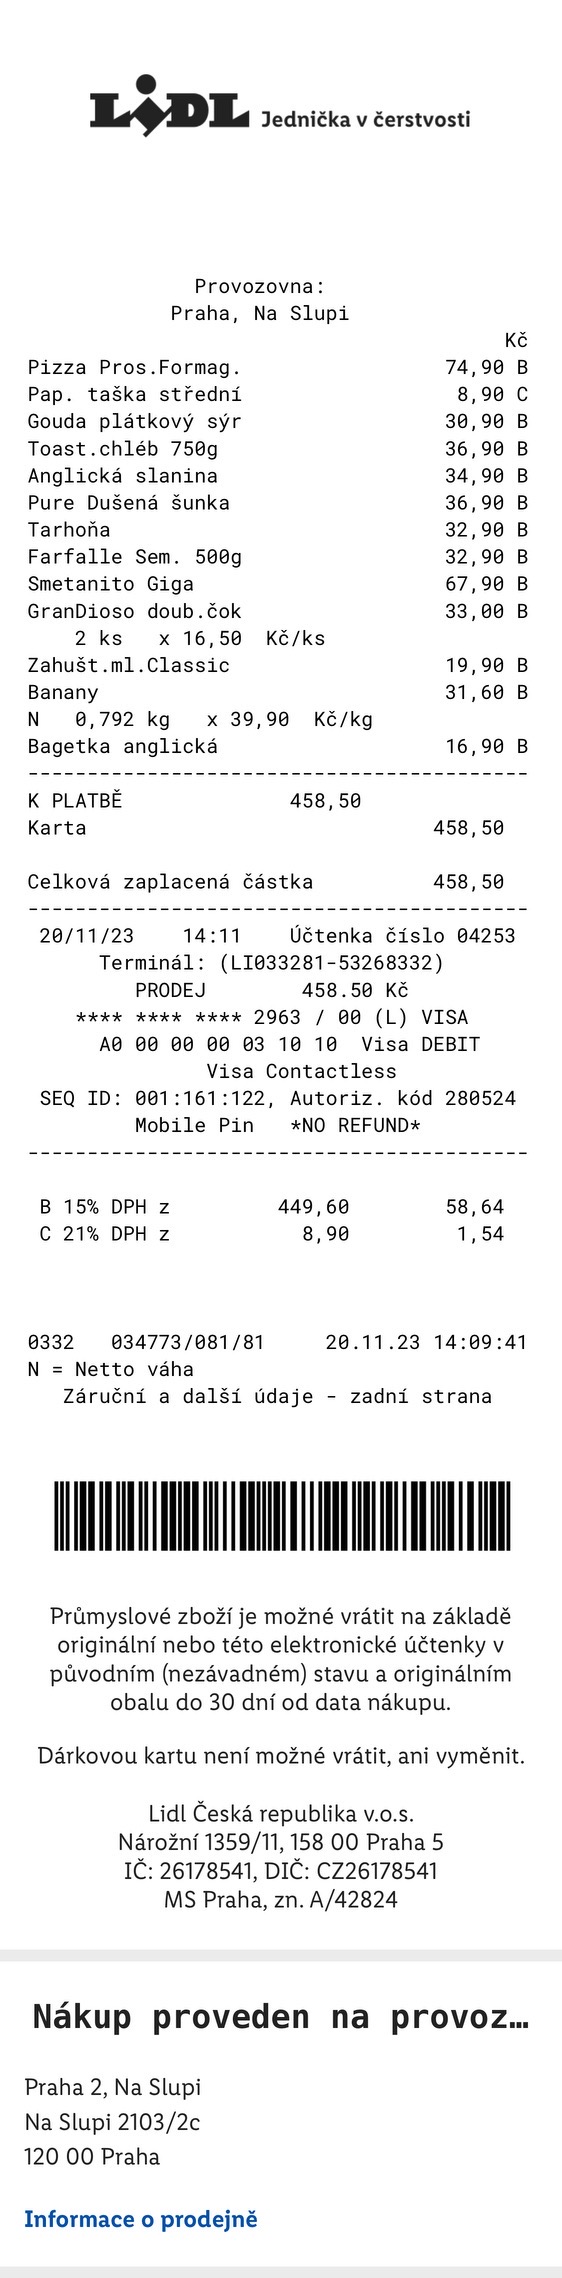 LIDL Jednička v čerstvosti
Provozovna:
Praha, Na Slupi
Kč
Pizza Pros.Formag. 74,90 B
Pap. taška střední 8,90 C
Gouda plátkový sýr 30,90 B
Toast.chléb 750g 36,90 B
Anglická slanina 34,90 B
Pure Dušená šunka 36,90 B
Tarhoňa 32,90 B
Farfalle Sem. 500g 32,90 B
Smetanito Giga 67,90 B
GranDioso doub.čok 33,00 B
2 ks x 16,50 Kč/ks
Zahušt.ml.Classic 19,90 B
Banany 31,60 B
N 0,792 kg x 39,90 Kč/kg
Bagetka anglická 16,90 B
------------------------------------------
K PLATBĚ 458,50
Karta 458,50
Celková zaplacená částka 458,50
------------------------------------------
20/11/23 14:11 Účtenka číslo 04253
Terminál: (LI033281-53268332)
PRODEJ 458.50 Kč
**** **** **** 2963 / 00 (L) VISA
A0 00 00 00 03 10 10 Visa DEBIT
Visa Contactless
SEQ ID: 001:161:122, Autoriz. kód 280524
Mobile Pin *NO REFUND*
------------------------------------------
B 15% DPH z 449,60 58,64
C 21% DPH z 8,90 1,54
0332 034773/081/81 20.11.23 14:09:41
N = Netto váha
Záruční a další údaje - zadní strana
Průmyslové zboží je možné vrátit na základě
originální nebo této elektronické účtenky v
původním (nezávadném) stavu a originálním
obalu do 30 dní od data nákupu.
Dárkovou kartu není možné vrátit, ani vyměnit.
Lidl Česká republika v.o.s.
Nárožní 1359/11, 158 00 Praha 5
IČ: 26178541, DIČ: CZ26178541
MS Praha, zn. A/42824
Nákup proveden na provoz…
Praha 2, Na Slupi
Na Slupi 2103/2c
120 00 Praha
Informace o prodejně